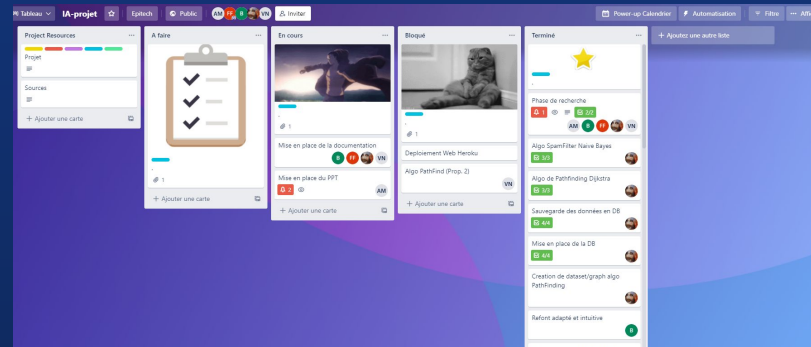 Tableau
IA-projet
Epitech
Public
AM FF B VN
Inviter
Power-up Calendrier
Automatisation
Filtre
Project Resources
Projet
Sources
+ Ajouter une carte
A faire
1
+ Ajouter une carte
En cours
1
Mise en place de la documentation
B FF VN
Mise en place du PPT
2
AM
+ Ajouter une carte
Bloqué
1
Deploiement Web Heroku
Algo PathFind (Prop. 2)
VN
+ Ajouter une carte
Terminé
Phase de recherche
1 2/2
AM B FF VN
Algo SpamFilter Naive Bayes
3/3
Algo de Pathfinding Dijkstra
3/3
Sauvegarde des données en DB
4/4
Mise en place de la DB
4/4
Creation de dataset/graph algo
PathFinding
Refont adapté et intuitive
B
+ Ajoutez une autre liste